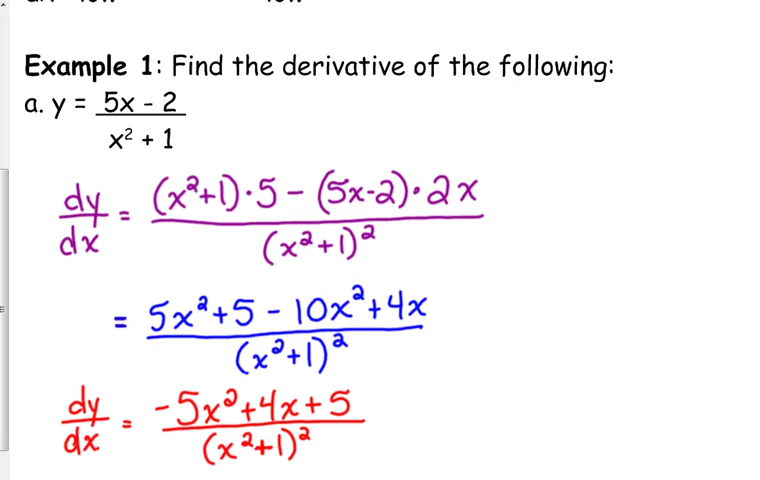 Example 1: Find the derivative of the following:
a. y = 5x - 2
x² + 1
dy/dx = (x²+1)·5 - (5x-2)·2x
(x²+1)²
= 5x²+5 - 10x²+4x
(x²+1)²
dy/dx = -5x²+4x+5
(x²+1)²